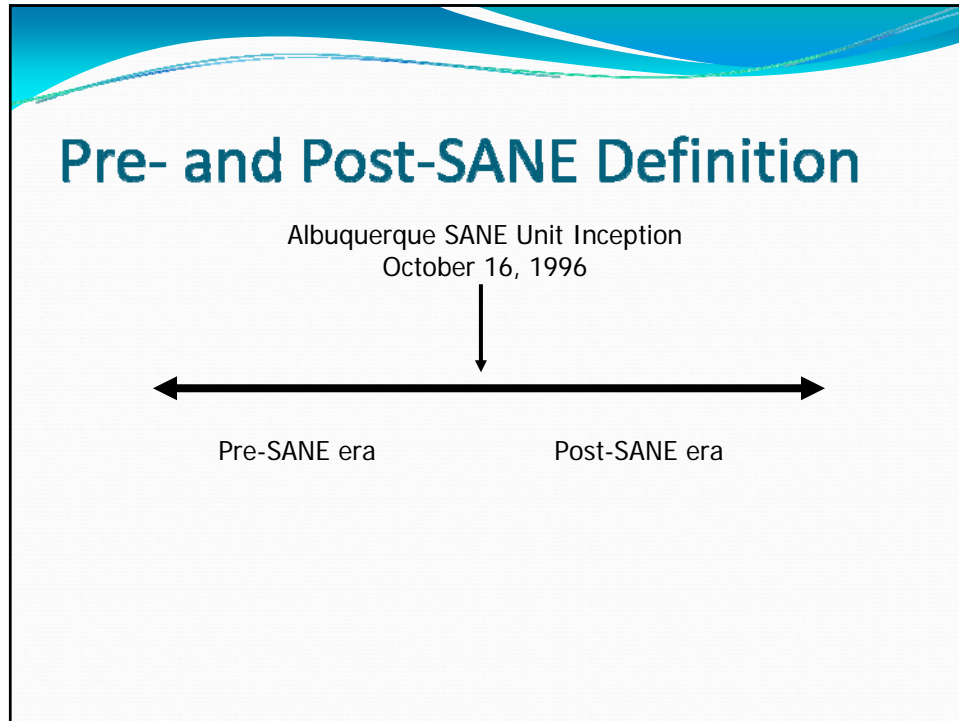 Pre- and Post-SANE Definition
Albuquerque SANE Unit Inception
October 16, 1996
Pre-SANE era Post-SANE era